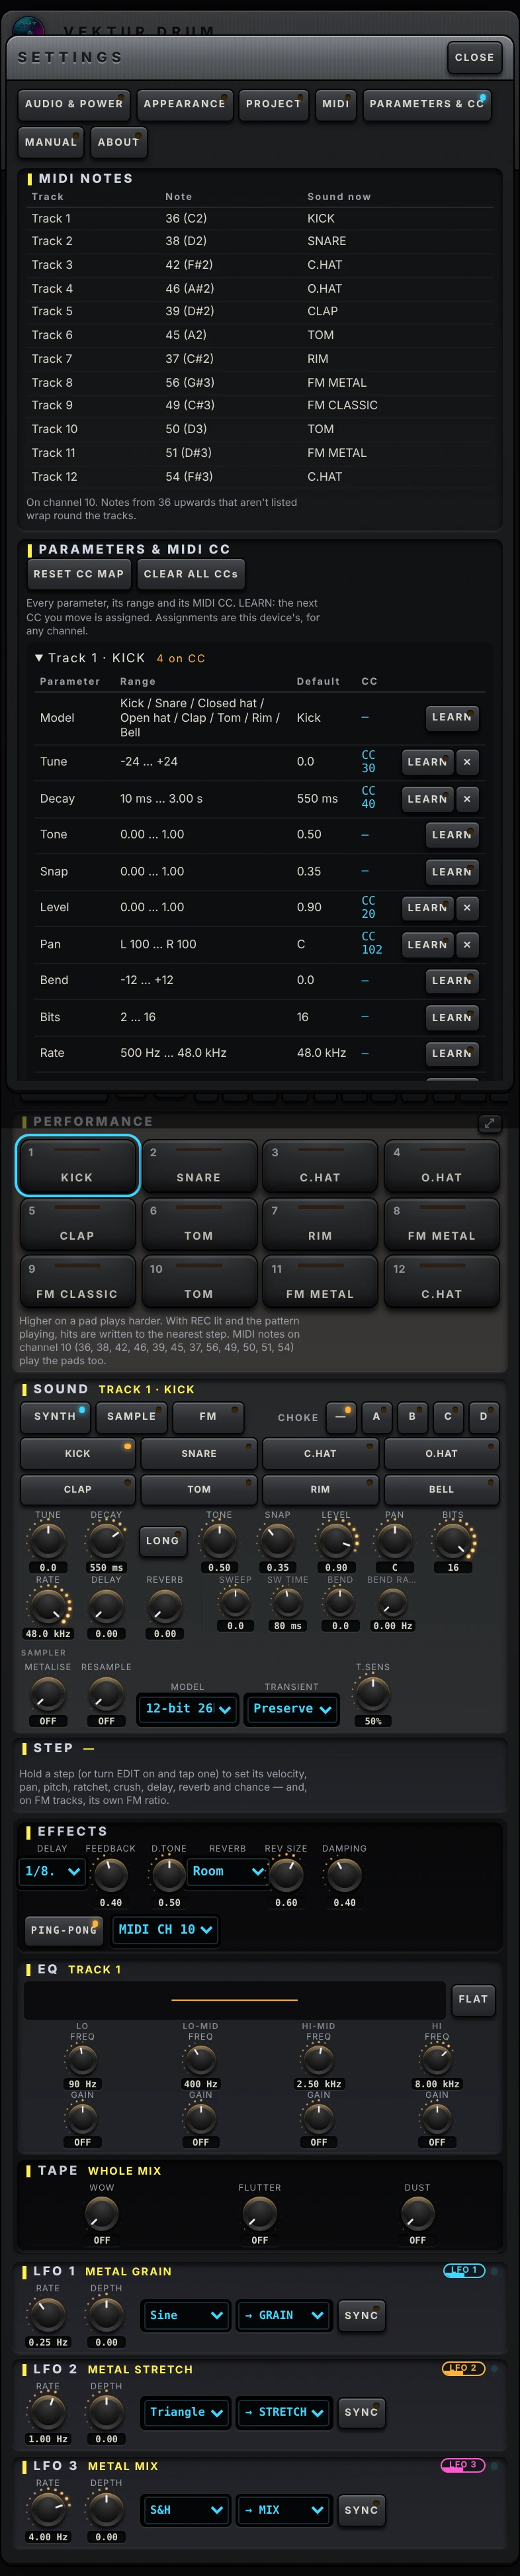 VEKTUR DRUM
SETTINGS
CLOSE
AUDIO & POWER APPEARANCE PROJECT MIDI PARAMETERS & CC
MANUAL ABOUT
MIDI NOTES
Track Note Sound now
Track 1 36 (C2) KICK
Track 2 38 (D2) SNARE
Track 3 42 (F#2) C.HAT
Track 4 46 (A#2) O.HAT
Track 5 39 (D#2) CLAP
Track 6 45 (A2) TOM
Track 7 37 (C#2) RIM
Track 8 56 (G#3) FM METAL
Track 9 49 (C#3) FM CLASSIC
Track 10 50 (D3) TOM
Track 11 51 (D#3) FM METAL
Track 12 54 (F#3) C.HAT
On channel 10. Notes from 36 upwards that aren't listed
wrap round the tracks.
PARAMETERS & MIDI CC
RESET CC MAP CLEAR ALL CCs
Every parameter, its range and its MIDI CC. LEARN: the next
CC you move is assigned. Assignments are this device's, for
any channel.
▼ Track 1 · KICK 4 on CC
Parameter Range Default CC
Model Kick / Snare / Closed hat /
Open hat / Clap / Tom / Rim /
Bell Kick – LEARN
Tune -24 ... +24 0.0 CC
30 LEARN ×
Decay 10 ms ... 3.00 s 550 ms CC
40 LEARN ×
Tone 0.00 ... 1.00 0.50 – LEARN
Snap 0.00 ... 1.00 0.35 – LEARN
Level 0.00 ... 1.00 0.90 CC
20 LEARN ×
Pan L 100 ... R 100 C CC
102 LEARN ×
Bend -12 ... +12 0.0 – LEARN
Bits 2 ... 16 16 – LEARN
Rate 500 Hz ... 48.0 kHz 48.0 kHz – LEARN
PERFORMANCE
1 2 3 4
KICK SNARE C.HAT O.HAT
5 6 7 8
CLAP TOM RIM FM METAL
9 10 11 12
FM CLASSIC TOM FM METAL C.HAT
Higher on a pad plays harder. With REC lit and the pattern
playing, hits are written to the nearest step. MIDI notes on
channel 10 (36, 38, 42, 46, 39, 45, 37, 56, 49, 50, 51, 54)
play the pads too.
SOUND TRACK 1 · KICK
SYNTH SAMPLE FM CHOKE — A B C D
KICK SNARE C.HAT O.HAT
CLAP TOM RIM BELL
TUNE DECAY TONE SNAP LEVEL PAN BITS
LONG
0.0 550 ms 0.50 0.35 0.90 C 16
RATE DELAY REVERB SWEEP SW TIME BEND BEND RA...
48.0 kHz 0.00 0.00 0.0 80 ms 0.0 0.00 Hz
SAMPLER
METALISE RESAMPLE MODEL TRANSIENT T.SENS
12-bit 26 Preserve
OFF OFF 50%
STEP —
Hold a step (or turn EDIT on and tap one) to set its velocity,
pan, pitch, ratchet, crush, delay, reverb and chance — and,
on FM tracks, its own FM ratio.
EFFECTS
DELAY FEEDBACK D.TONE REVERB REV SIZE DAMPING
1/8. Room
0.40 0.50 0.60 0.40
PING-PONG MIDI CH 10
EQ TRACK 1
FLAT
LO LO-MID HI-MID HI
FREQ FREQ FREQ FREQ
90 Hz 400 Hz 2.50 kHz 8.00 kHz
GAIN GAIN GAIN GAIN
OFF OFF OFF OFF
TAPE WHOLE MIX
WOW FLUTTER DUST
OFF OFF OFF
LFO 1 METAL GRAIN LFO 1
RATE DEPTH
Sine → GRAIN SYNC
0.25 Hz 0.00
LFO 2 METAL STRETCH LFO 2
RATE DEPTH
Triangle → STRETCH SYNC
1.00 Hz 0.00
LFO 3 METAL MIX LFO 3
RATE DEPTH
S&H → MIX SYNC
4.00 Hz 0.00